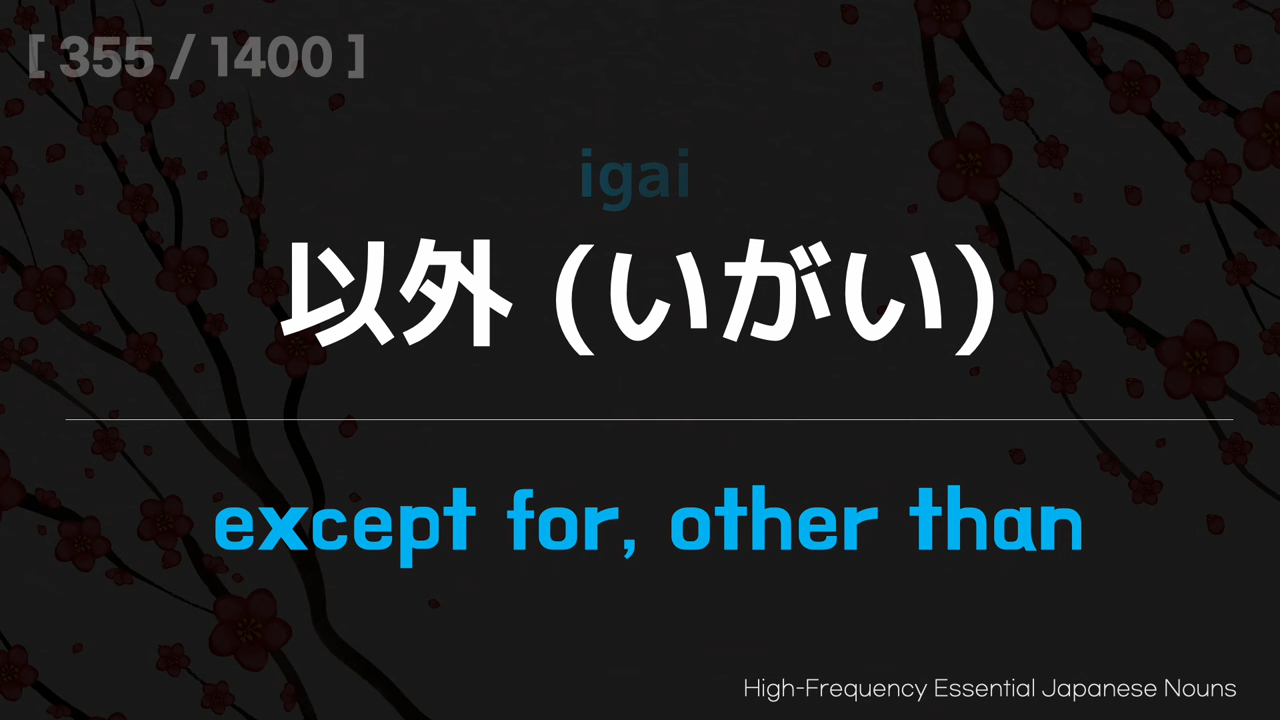 [ 355 / 1400 ]
igai
以外 (いがい)
except for, other than
High-Frequency Essential Japanese Nouns